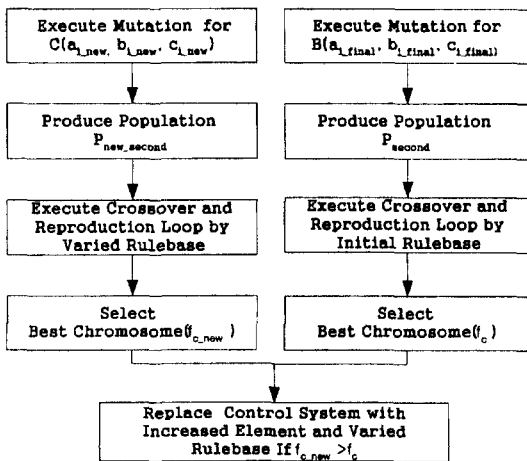 Execute Mutation for
C(a_i_new, b_i_new, c_i_new)
Execute Mutation for
B(a_i_final, b_i_final, c_i_final)
Produce Population
P_new_second
Produce Population
P_second
Execute Crossover and
Reproduction Loop by
Varied Rulebase
Execute Crossover and
Reproduction Loop by
Initial Rulebase
Select
Best Chromosome(f_c_new)
Select
Best Chromosome(f_c)
Replace Control System with
Increased Element and Varied
Rulebase If f_c_new >f_c